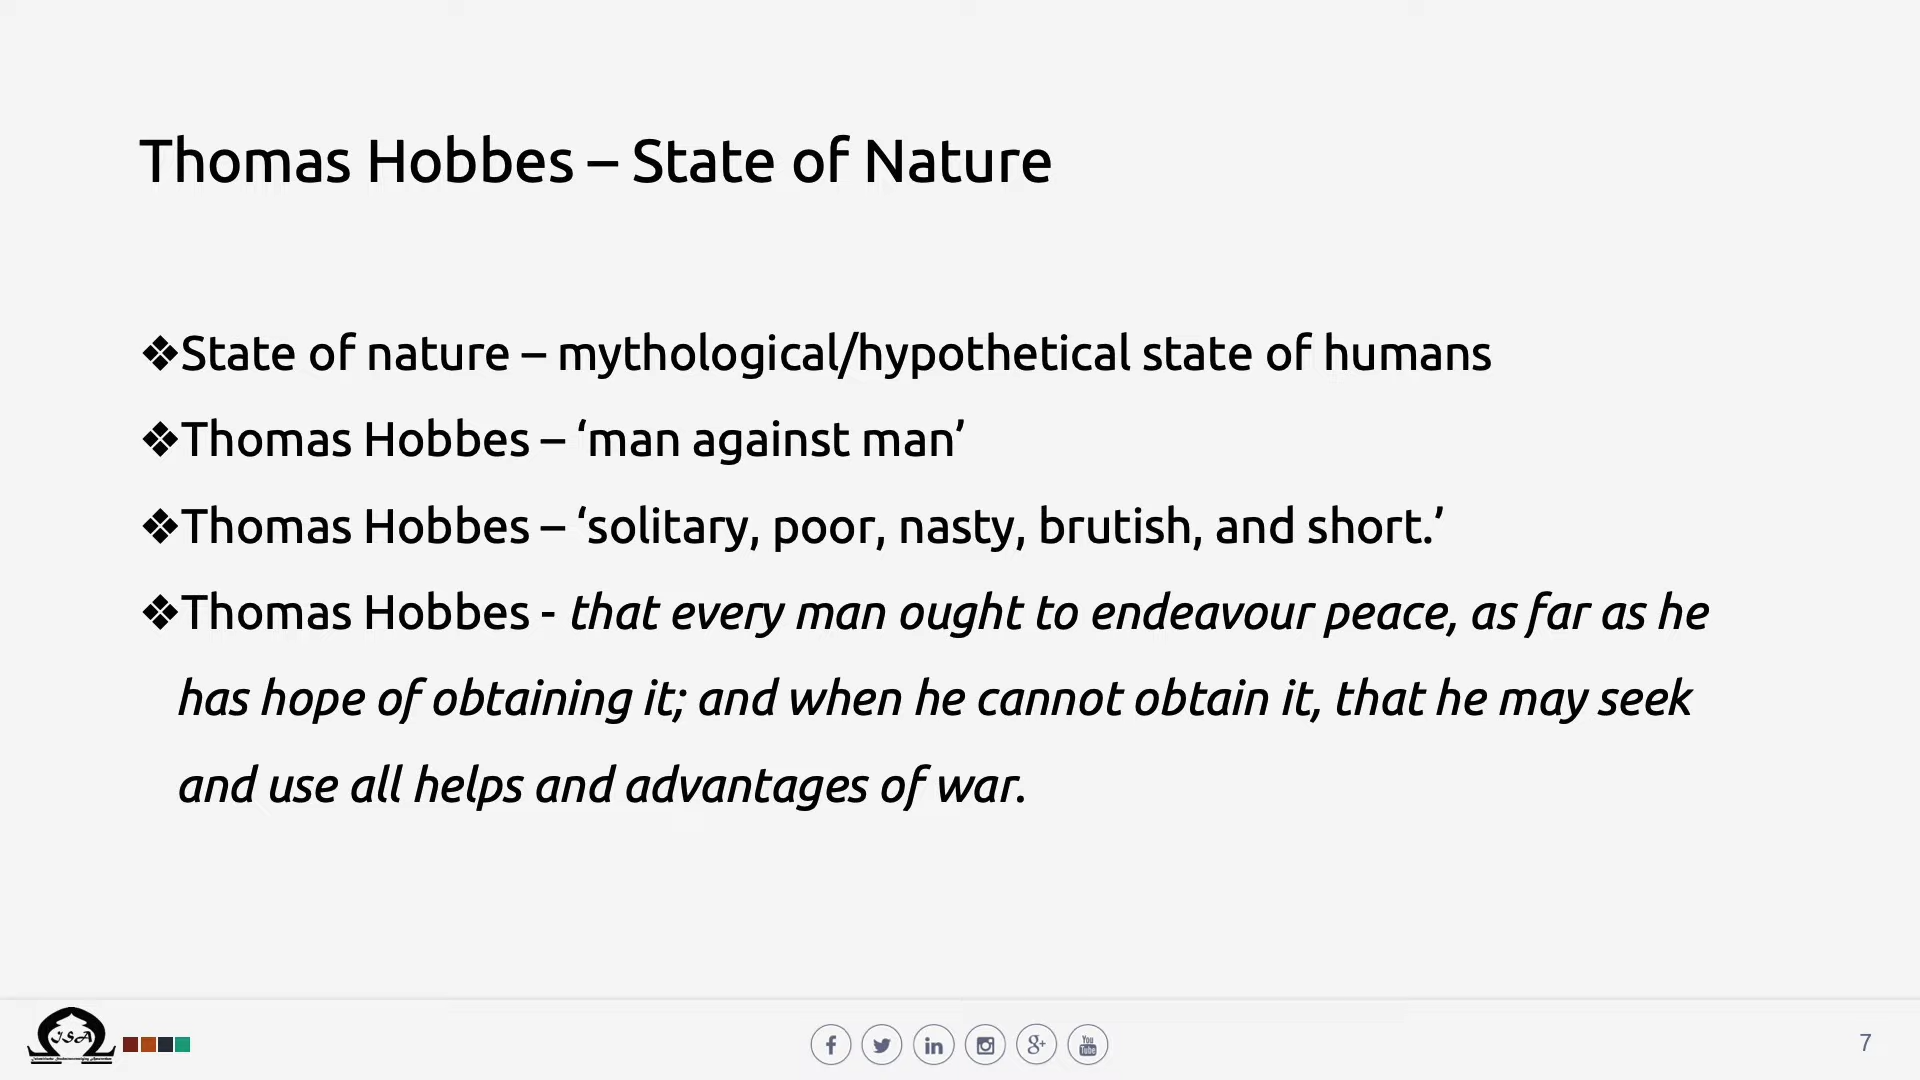 Thomas Hobbes – State of Nature
❖State of nature – mythological/hypothetical state of humans
❖Thomas Hobbes – ‘man against man’
❖Thomas Hobbes – ‘solitary, poor, nasty, brutish, and short.’
❖Thomas Hobbes - that every man ought to endeavour peace, as far as he
has hope of obtaining it; and when he cannot obtain it, that he may seek
and use all helps and advantages of war.
ISA
You
Tube
7